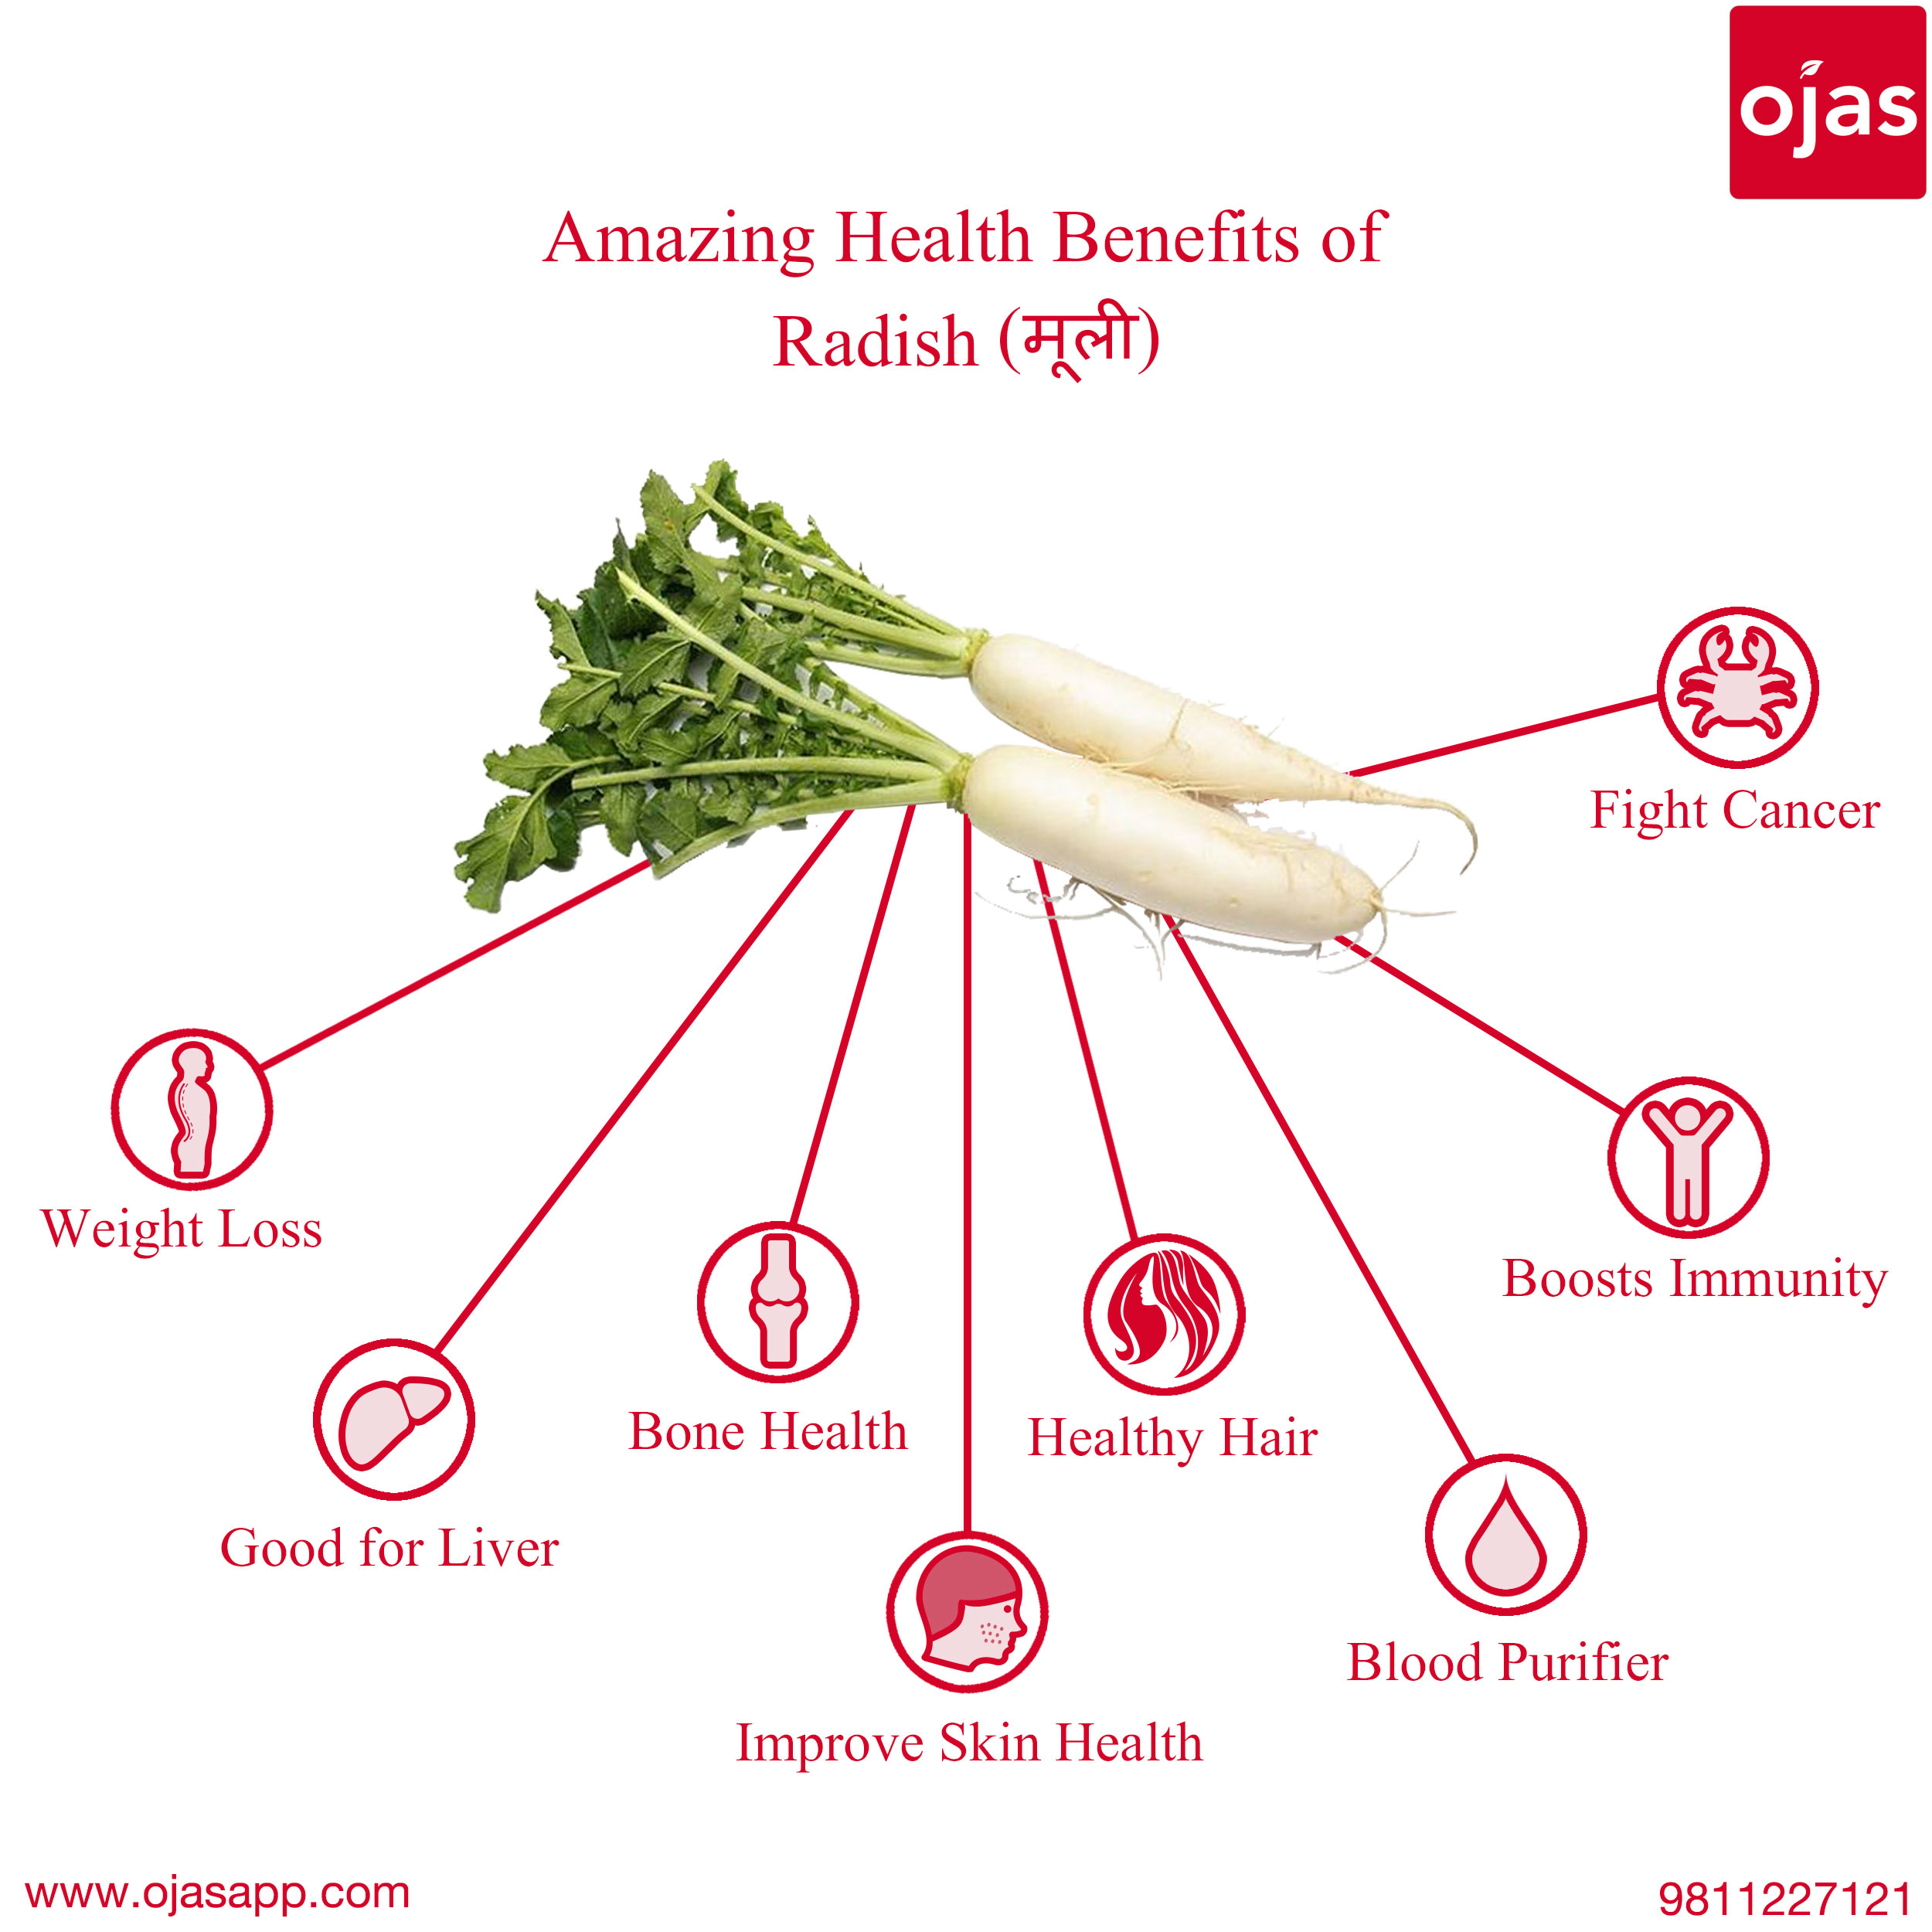 ojas
Amazing Health Benefits of
Radish (मूली)
Fight Cancer
Weight Loss
Boosts Immunity
Bone Health
Healthy Hair
Good for Liver
Blood Purifier
Improve Skin Health
www.ojasapp.com
9811227121